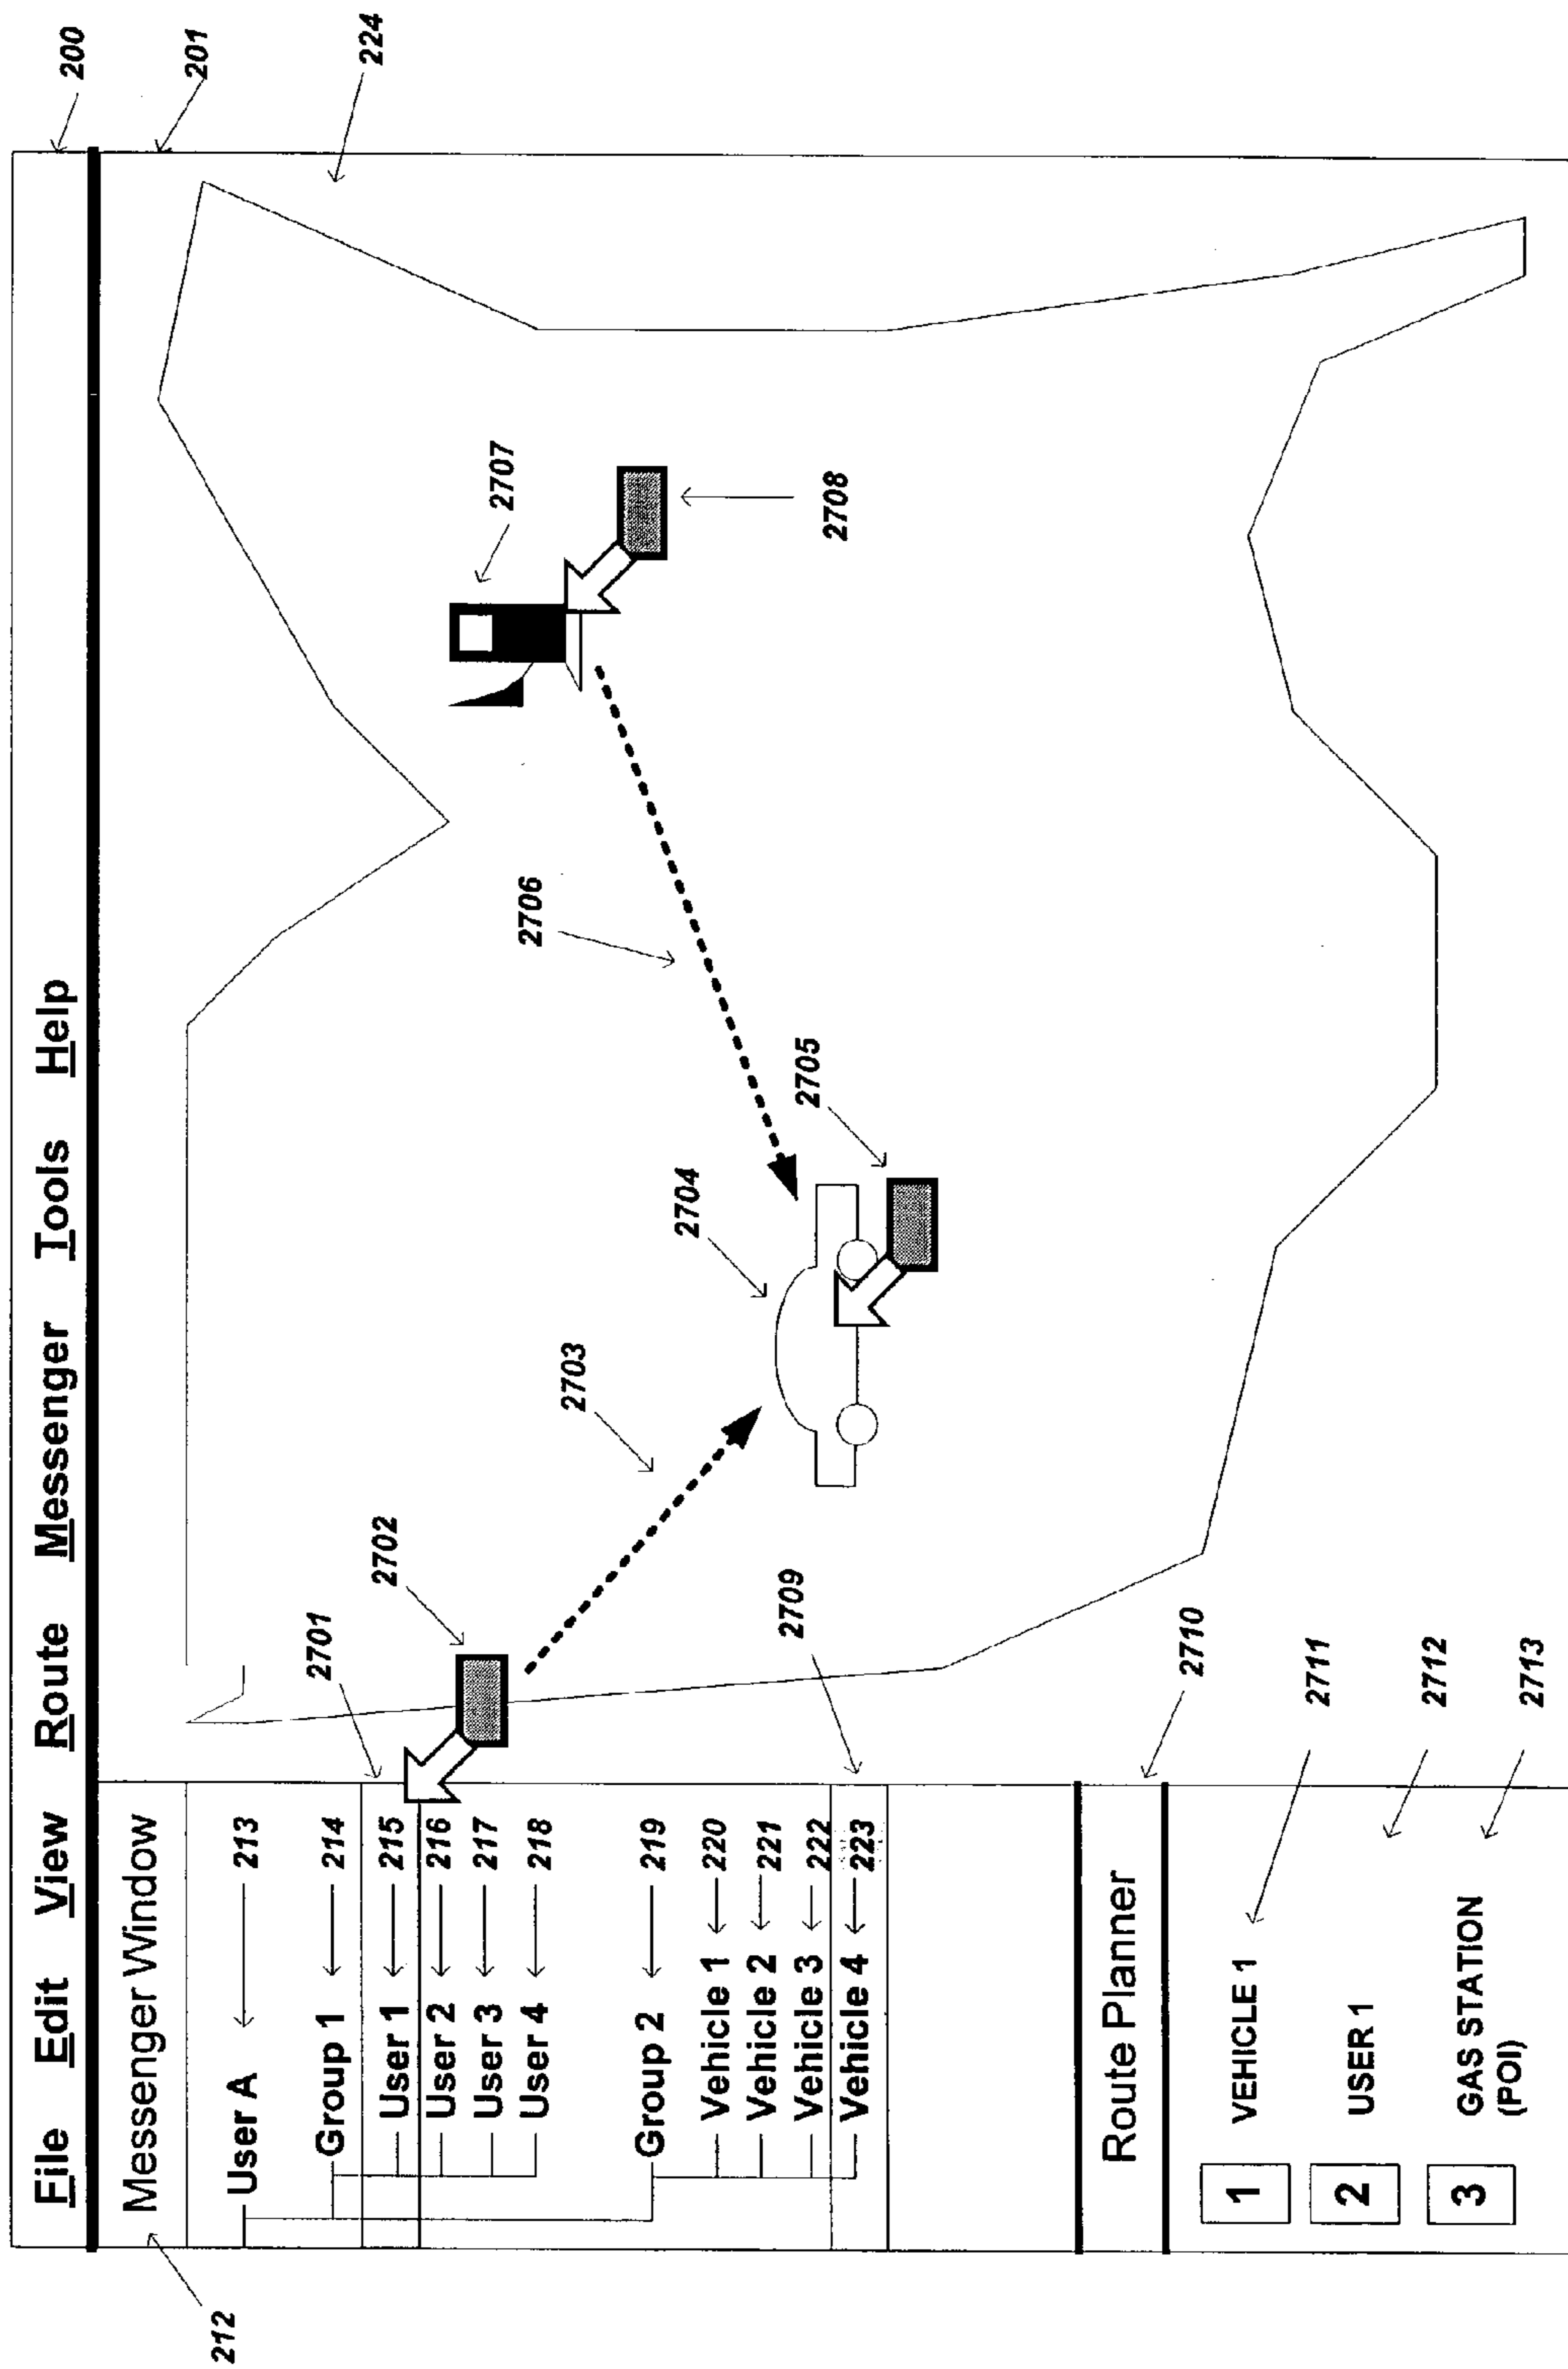 200
201
224
File Edit View Route Messenger Tools Help
212
Messenger Window
User A 213
Group 1 214
User 1 215
User 2 216
User 3 217
User 4 218
Group 2 219
Vehicle 1 220
Vehicle 2 221
Vehicle 3 222
Vehicle 4 223
2701
2702
2703
2704
2705
2706
2707
2708
2709
Route Planner
2710
1 VEHICLE 1 2711
2 USER 1 2712
3 GAS STATION 2713
(POI)